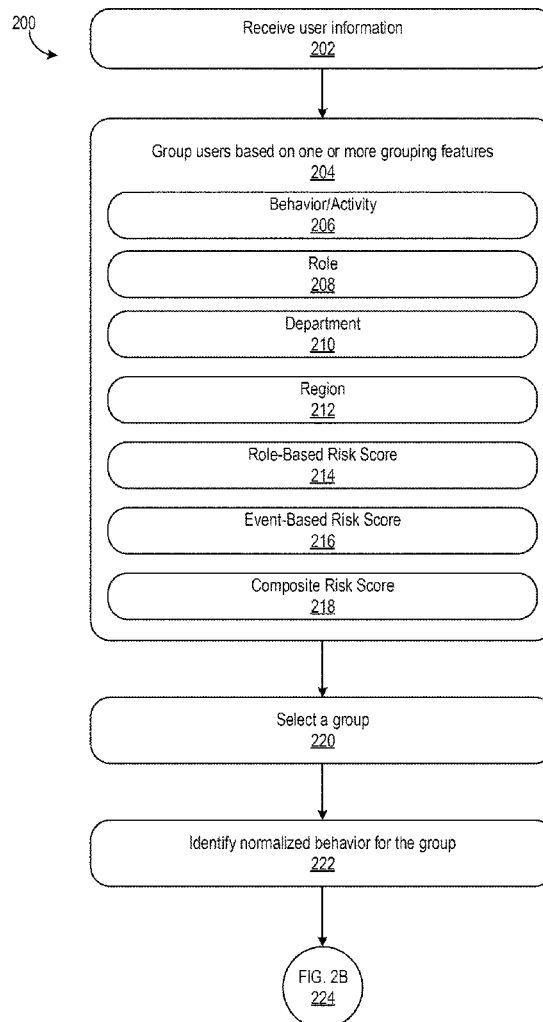 200
Receive user information
202
Group users based on one or more grouping features
204
Behavior/Activity
206
Role
208
Department
210
Region
212
Role-Based Risk Score
214
Event-Based Risk Score
216
Composite Risk Score
218
Select a group
220
Identify normalized behavior for the group
222
FIG. 2B
224